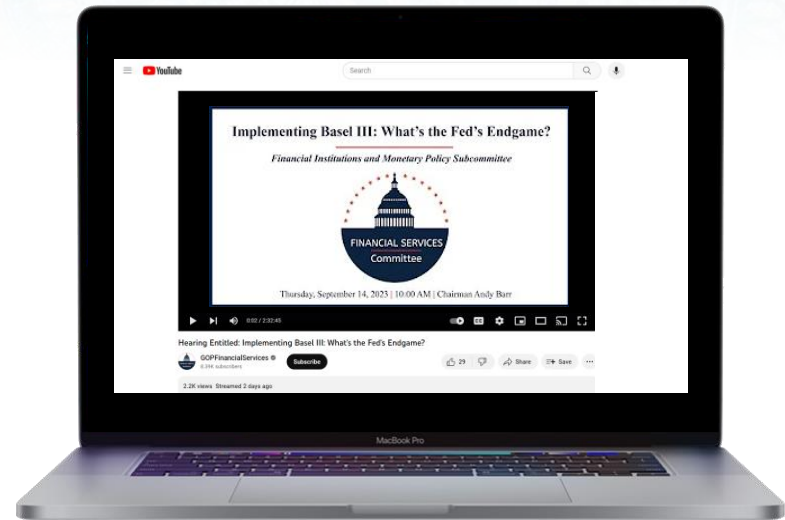 YouTube
Search
Implementing Basel III: What's the Fed's Endgame?
Financial Institutions and Monetary Policy Subcommittee
FINANCIAL SERVICES
Committee
Thursday, September 14, 2023 | 10:00 AM | Chairman Andy Barr
0:02 / 2:32:45
Hearing Entitled: Implementing Basel III: What's the Fed's Endgame?
GOPFinancialServices
subscribers
Subscribe
29
Share
Save
2.2K views Streamed 2 days ago
MacBook Pro